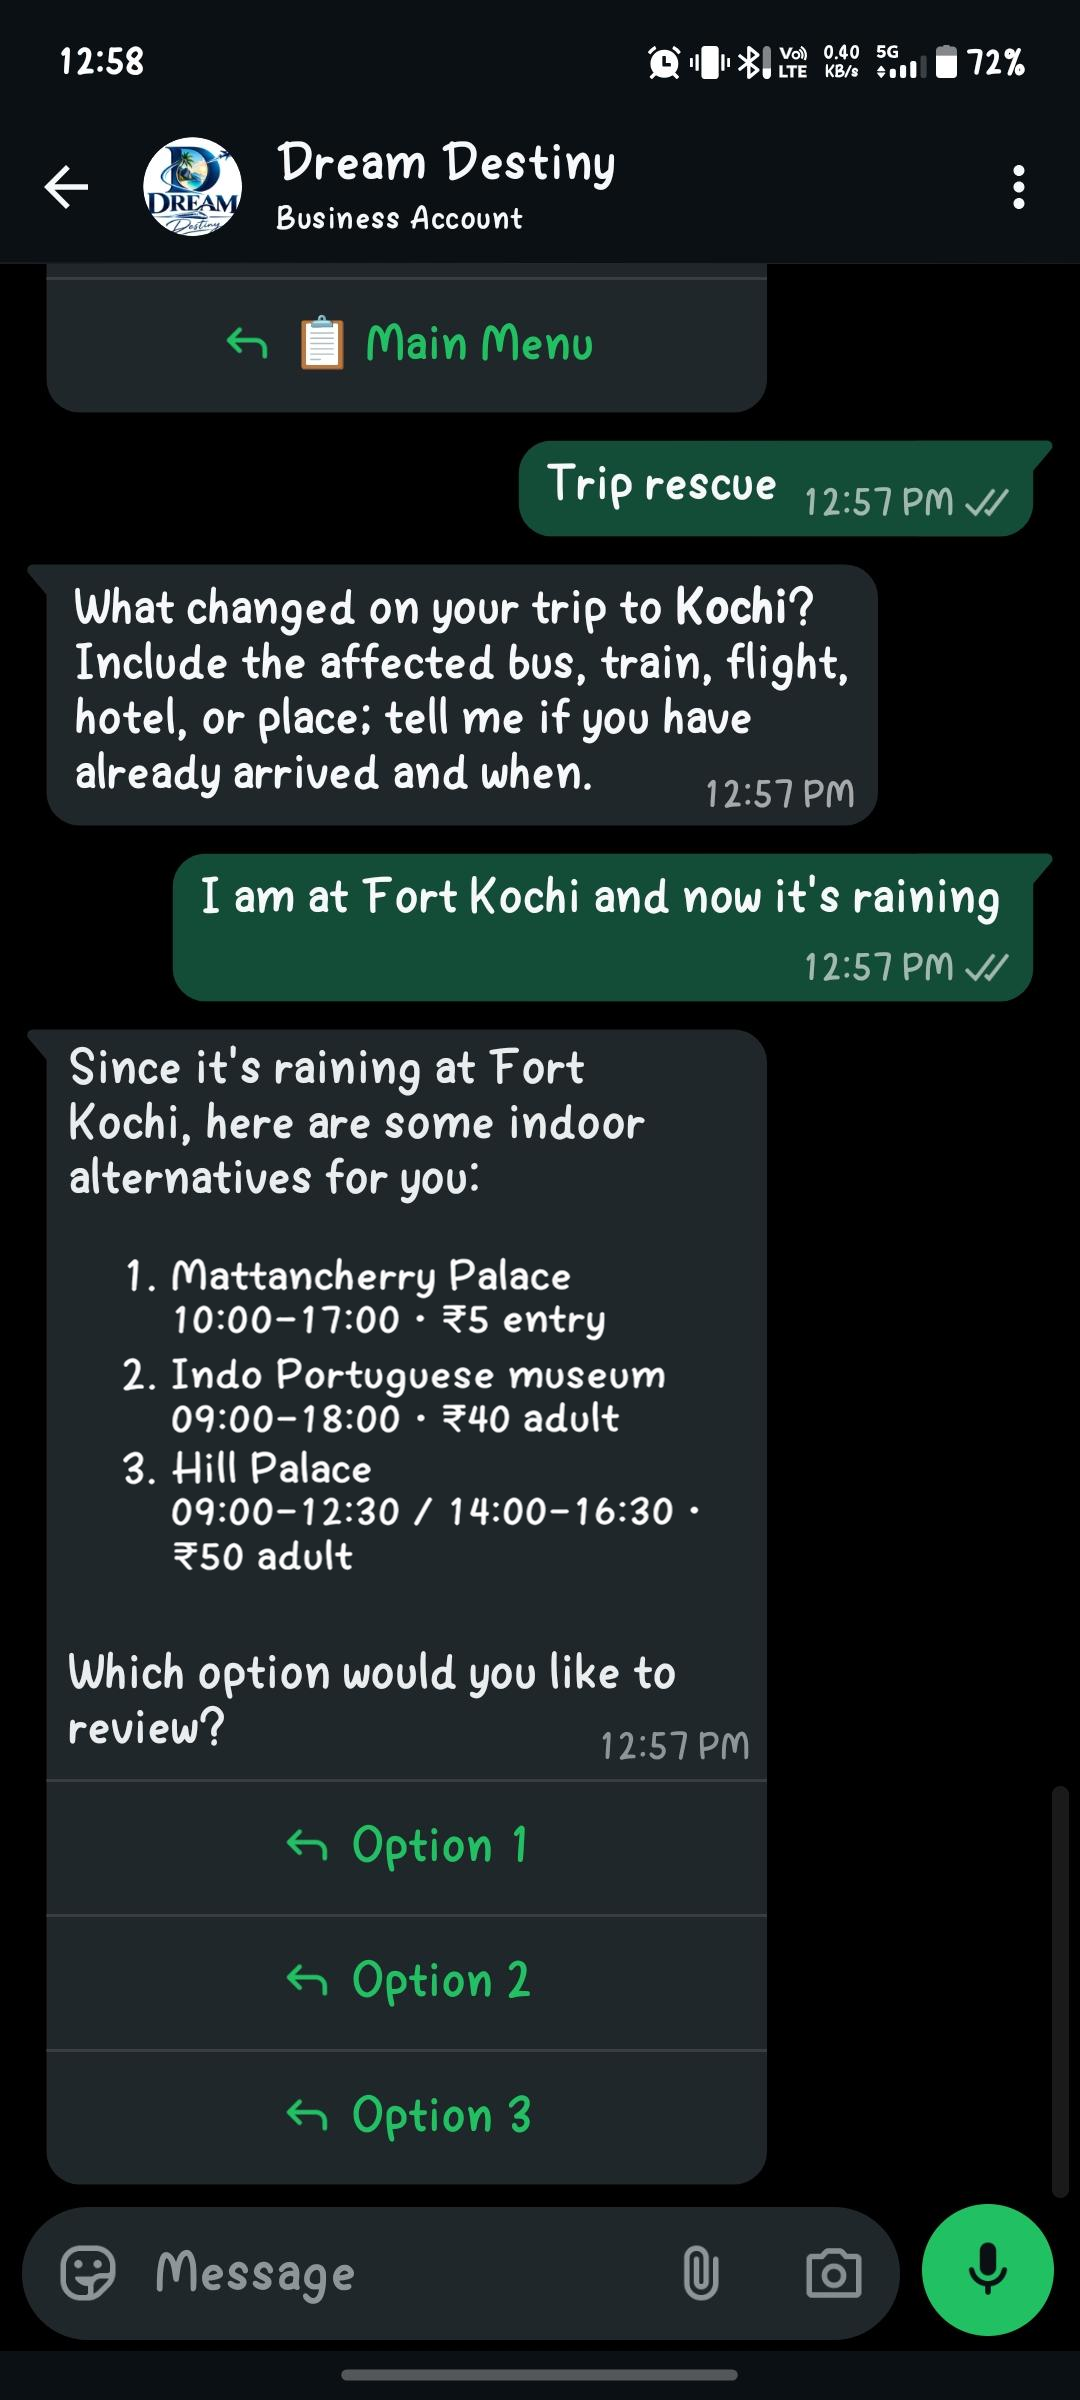 12:58
Vo)) LTE 0.40 KB/s 5G 72%
DREAM
Destiny
Dream Destiny
Business Account
📋 Main Menu
Trip rescue 12:57 PM
What changed on your trip to Kochi?
Include the affected bus, train, flight,
hotel, or place; tell me if you have
already arrived and when. 12:57 PM
I am at Fort Kochi and now it's raining
12:57 PM
Since it's raining at Fort
Kochi, here are some indoor
alternatives for you:
1. Mattancherry Palace
10:00–17:00 · ₹5 entry
2. Indo Portuguese museum
09:00–18:00 · ₹40 adult
3. Hill Palace
09:00–12:30 / 14:00–16:30 ·
₹50 adult
Which option would you like to
review? 12:57 PM
Option 1
Option 2
Option 3
Message